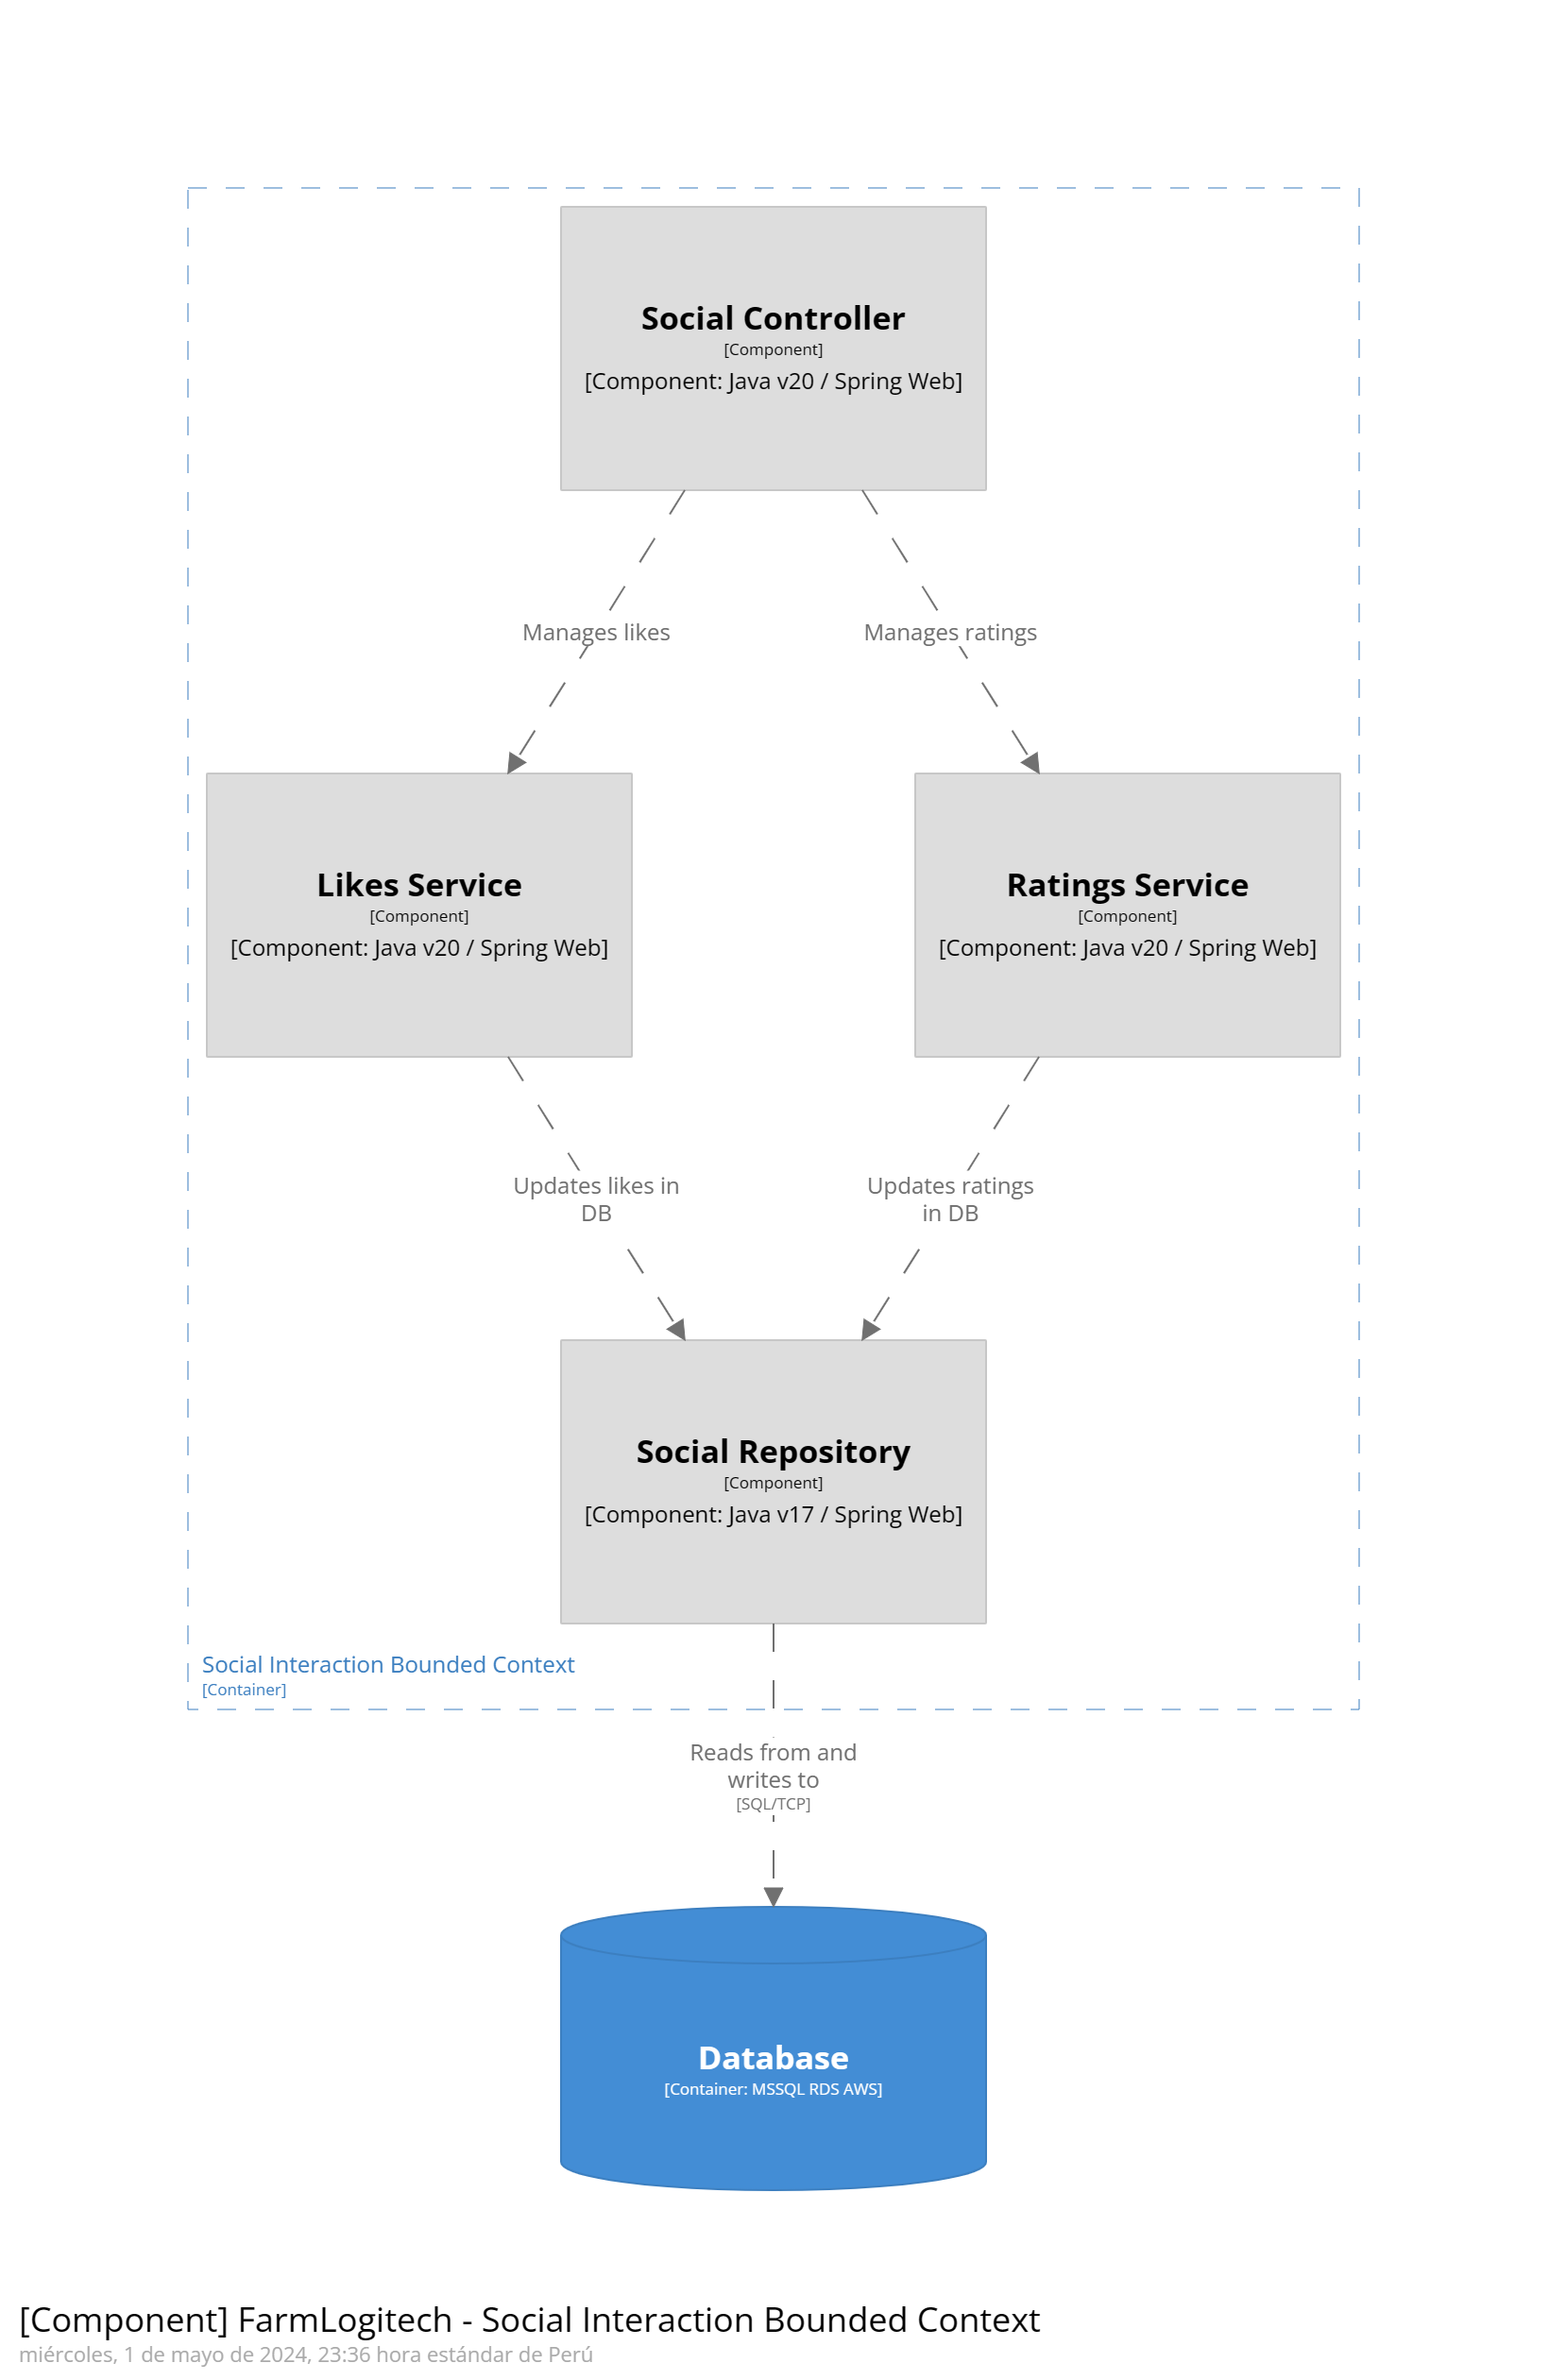 Social Controller
[Component]
[Component: Java v20 / Spring Web]
Manages likes
Manages ratings
Likes Service
[Component]
[Component: Java v20 / Spring Web]
Ratings Service
[Component]
[Component: Java v20 / Spring Web]
Updates likes in
DB
Updates ratings
in DB
Social Repository
[Component]
[Component: Java v17 / Spring Web]
Social Interaction Bounded Context
[Container]
Reads from and
writes to
[SQL/TCP]
Database
[Container: MSSQL RDS AWS]
[Component] FarmLogitech - Social Interaction Bounded Context
miércoles, 1 de mayo de 2024, 23:36 hora estándar de Perú